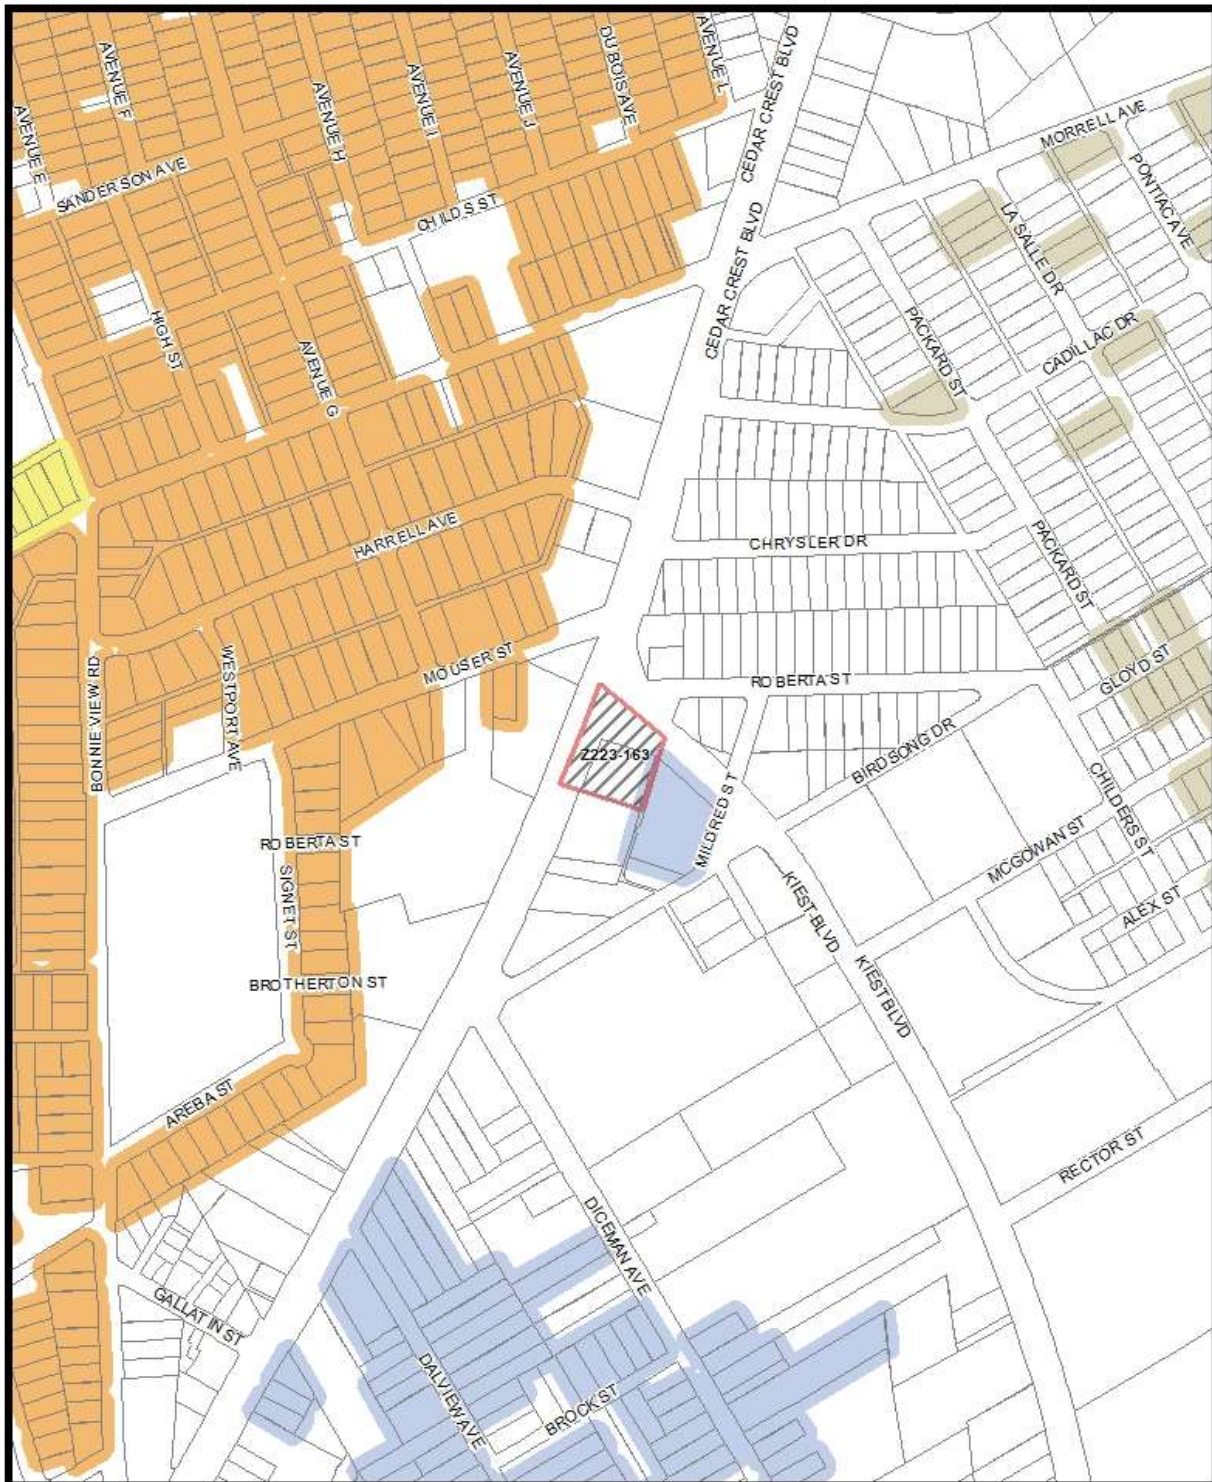 AVENUE L
CEDAR CREST BLVD
DUBOIS AVE
AVENUE F
AVENUE J
AVENUE I
AVENUE H
AVENUE E
MORRELL AVE
SANDERSON AVE
CEDAR CREST BLVD
PONTIAC AVE
CHILDS ST
LA SALLE DR
CEDAR CREST BLVD
HIGH ST
PACKARD ST
CADILLAC DR
AVENUE G
HARRELL AVE
CHRYSLER DR
PACKARD ST
MOUSER ST
GLOYD ST
BONNIE VIEW RD
WESTPORT AVE
ROBERTA ST
BIRDSONG DR
Z223-163
CHILDERS ST
MILDRED ST
ROBERTA ST
MCGOWAN ST
SIGNET ST
KIEST BLVD
ALEX ST
BROTHERTON ST
KIEST BLVD
AREBA ST
RECTOR ST
DICEMAN AVE
GALLATIN ST
DALVIEW AVE
BROCK ST